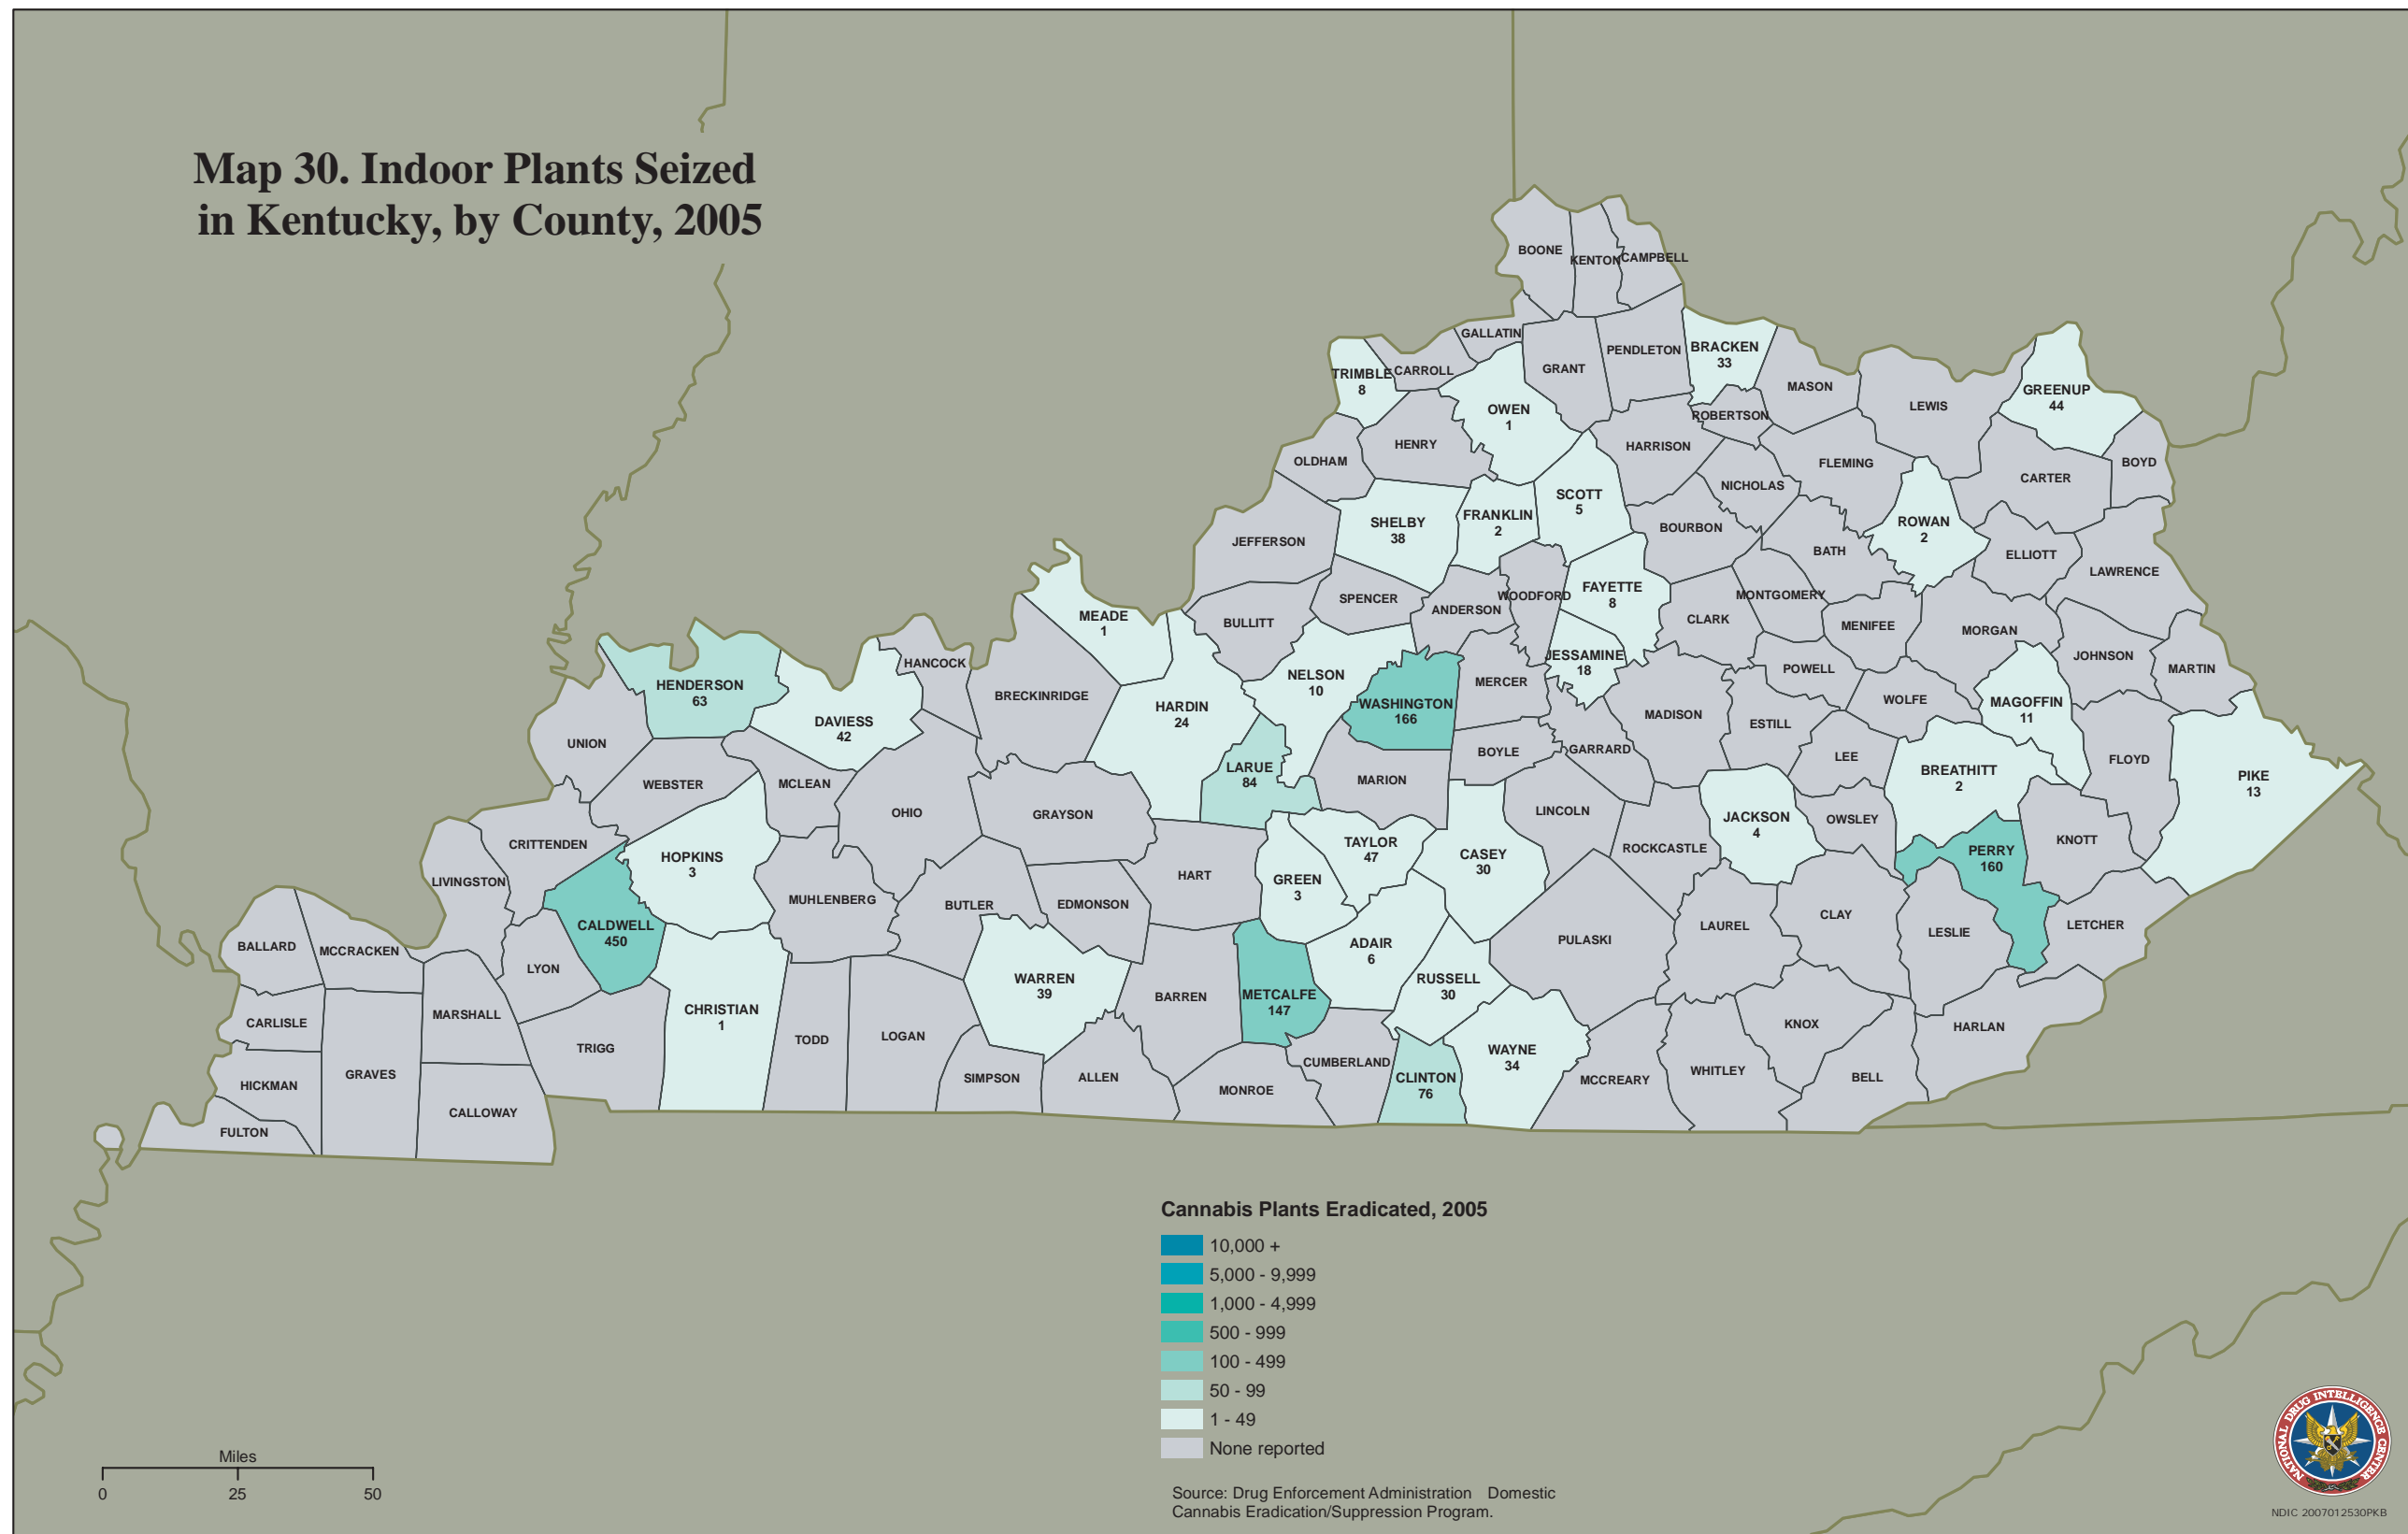 Map 30. Indoor Plants Seized
in Kentucky, by County, 2005
BOONE
KENTON
CAMPBELL
GALLATIN
PENDLETON
BRACKEN
33
TRIMBLE
8
CARROLL
GRANT
MASON
GREENUP
44
OWEN
1
ROBERTSON
LEWIS
HENRY
HARRISON
OLDHAM
FLEMING
BOYD
NICHOLAS
CARTER
SCOTT
5
SHELBY
38
FRANKLIN
2
BOURBON
ROWAN
2
JEFFERSON
BATH
ELLIOTT
LAWRENCE
SPENCER
ANDERSON
WOODFORD
FAYETTE
8
MONTGOMERY
MEADE
1
BULLITT
CLARK
MENIFEE
MORGAN
HANCOCK
JESSAMINE
18
JOHNSON
MARTIN
HENDERSON
63
BRECKINRIDGE
NELSON
10
MERCER
POWELL
WOLFE
MAGOFFIN
11
DAVIESS
42
HARDIN
24
WASHINGTON
166
MADISON
ESTILL
UNION
BOYLE
GARRARD
LEE
FLOYD
WEBSTER
MCLEAN
LARUE
84
MARION
BREATHITT
2
PIKE
13
OHIO
GRAYSON
LINCOLN
JACKSON
4
OWSLEY
KNOTT
CRITTENDEN
HOPKINS
3
TAYLOR
47
CASEY
30
ROCKCASTLE
PERRY
160
LIVINGSTON
HART
GREEN
3
MUHLENBERG
BUTLER
EDMONSON
CLAY
LETCHER
BALLARD
MCCRACKEN
CALDWELL
450
ADAIR
6
PULASKI
LAUREL
LESLIE
LYON
WARREN
39
RUSSELL
30
BARREN
METCALFE
147
CARLISLE
MARSHALL
CHRISTIAN
1
KNOX
HARLAN
TRIGG
TODD
LOGAN
WAYNE
34
CUMBERLAND
HICKMAN
GRAVES
SIMPSON
ALLEN
CLINTON
76
MCCREARY
WHITLEY
BELL
MONROE
CALLOWAY
FULTON
Cannabis Plants Eradicated, 2005
10,000 +
5,000 - 9,999
1,000 - 4,999
500 - 999
100 - 499
50 - 99
1 - 49
None reported
Miles
0 25 50
Source: Drug Enforcement Administration Domestic
Cannabis Eradication/Suppression Program.
NATIONAL DRUG INTELLIGENCE CENTER
NDIC 2007012530PKB